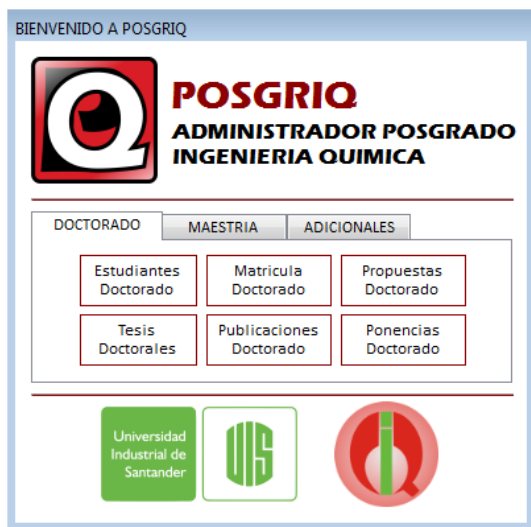 BIENVENIDO A POSGRIQ
POSGRIQ
ADMINISTRADOR POSGRADO
INGENIERIA QUIMICA
DOCTORADO
MAESTRIA
ADICIONALES
Estudiantes
Doctorado
Matricula
Doctorado
Propuestas
Doctorado
Tesis
Doctorales
Publicaciones
Doctorado
Ponencias
Doctorado
Universidad
Industrial de
Santander
UIS